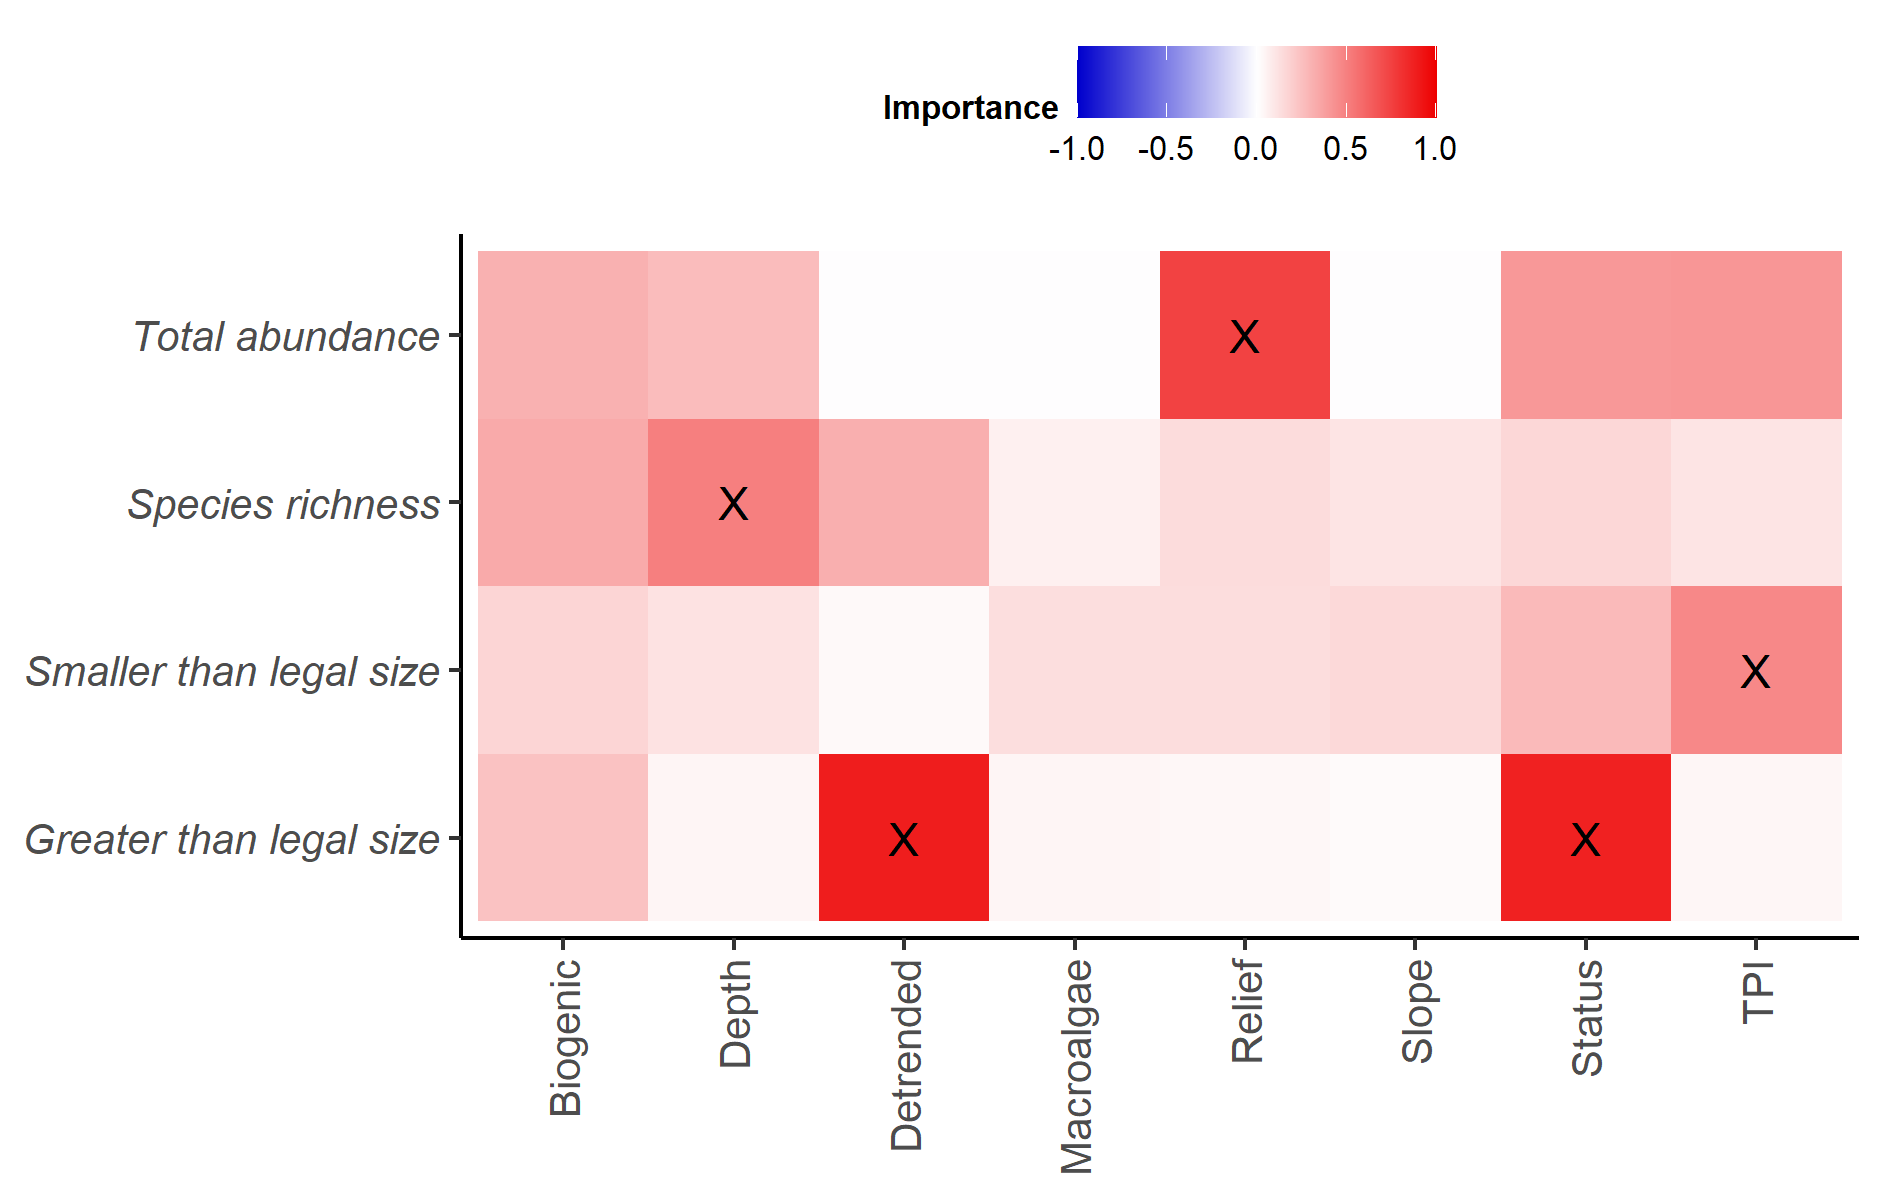 Importance
-1.0 -0.5 0.0 0.5 1.0
Total abundance
X
Species richness
X
Smaller than legal size
X
Greater than legal size
X X
Biogenic
Depth
Detrended
Macroalgae
Relief
Slope
Status
TPI